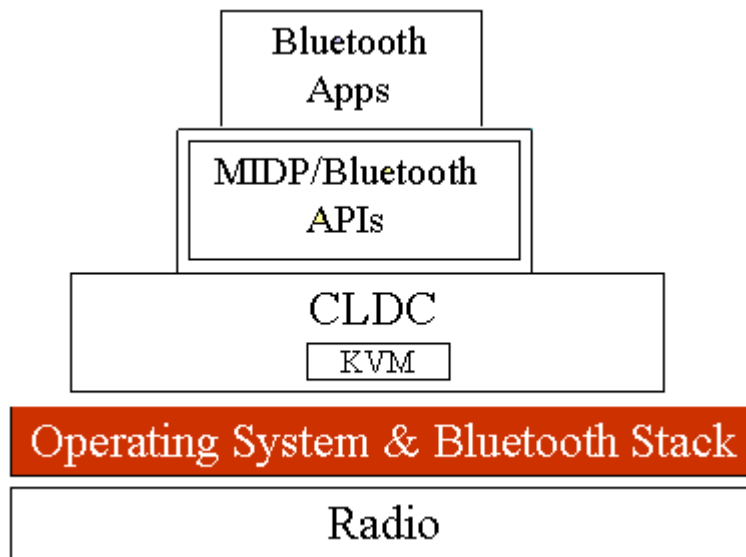 Bluetooth
Apps
MIDP/Bluetooth
APIs
CLDC
KVM
Operating System & Bluetooth Stack
Radio